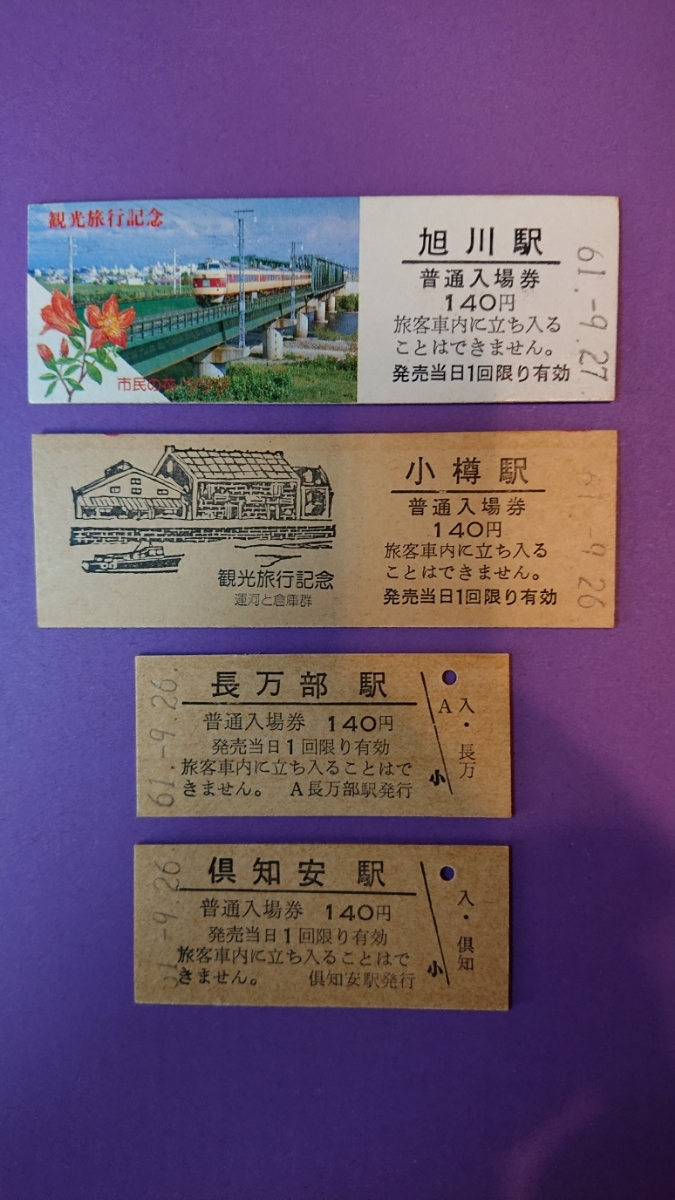 観光旅行記念
旭川駅
普通入場券
140円
旅客車内に立ち入る
ことはできません。
発売当日1回限り有効
61.-9.27
市民の
小樽駅
普通入場券
140円
旅客車内に立ち入る
ことはできません。
発売当日1回限り有効
61.-9.26
観光旅行記念
運河と倉庫群
長万部駅
普通入場券 140円
発売当日1回限り有効
旅客車内に立ち入ることはで
きません。 A長万部駅発行
61.-9.26.
A
入・長万
小
倶知安駅
普通入場券 140円
発売当日1回限り有効
旅客車内に立ち入ることはで
きません。 倶知安駅発行
61.-9.26
入・倶知
小